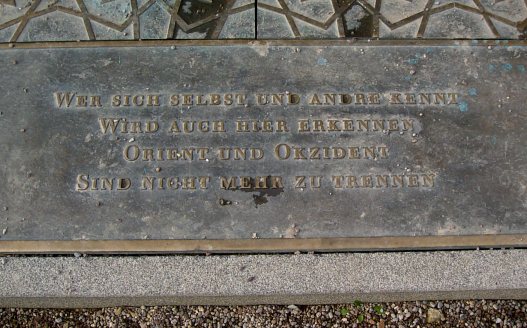 Wer sich selbst und andre kennt
Wird auch hier erkennen
Orient und Okzident
Sind nicht mehr zu trennen